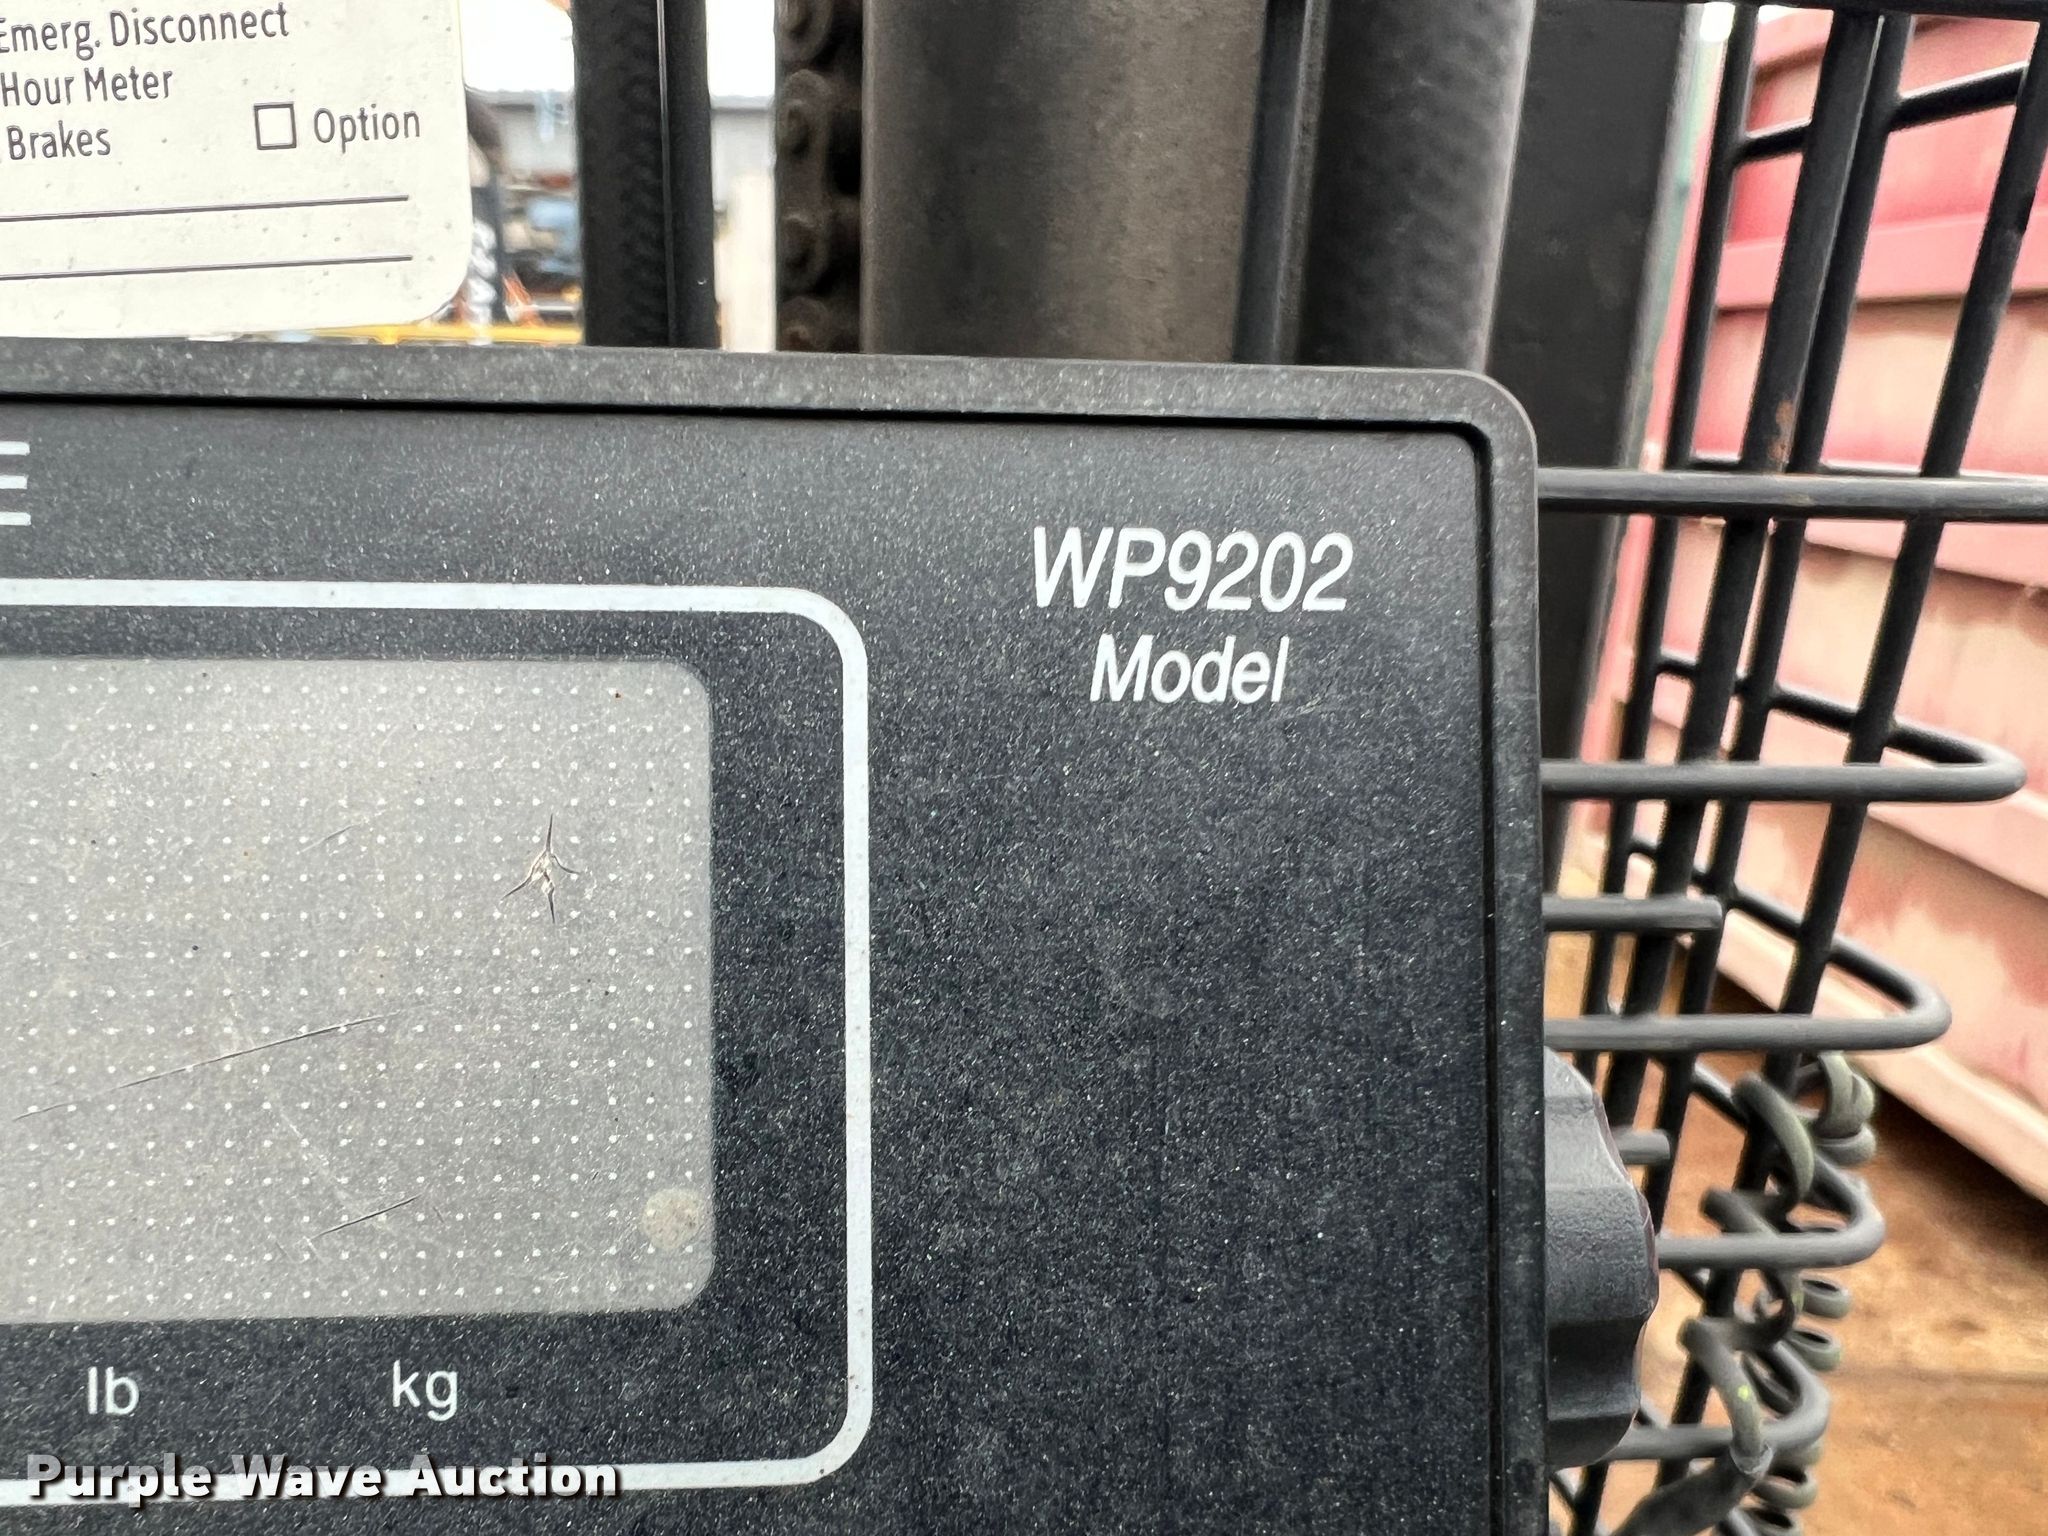 Emerg. Disconnect
Hour Meter
Brakes
Option
E
WP9202
Model
lb
kg
Purple Wave Auction